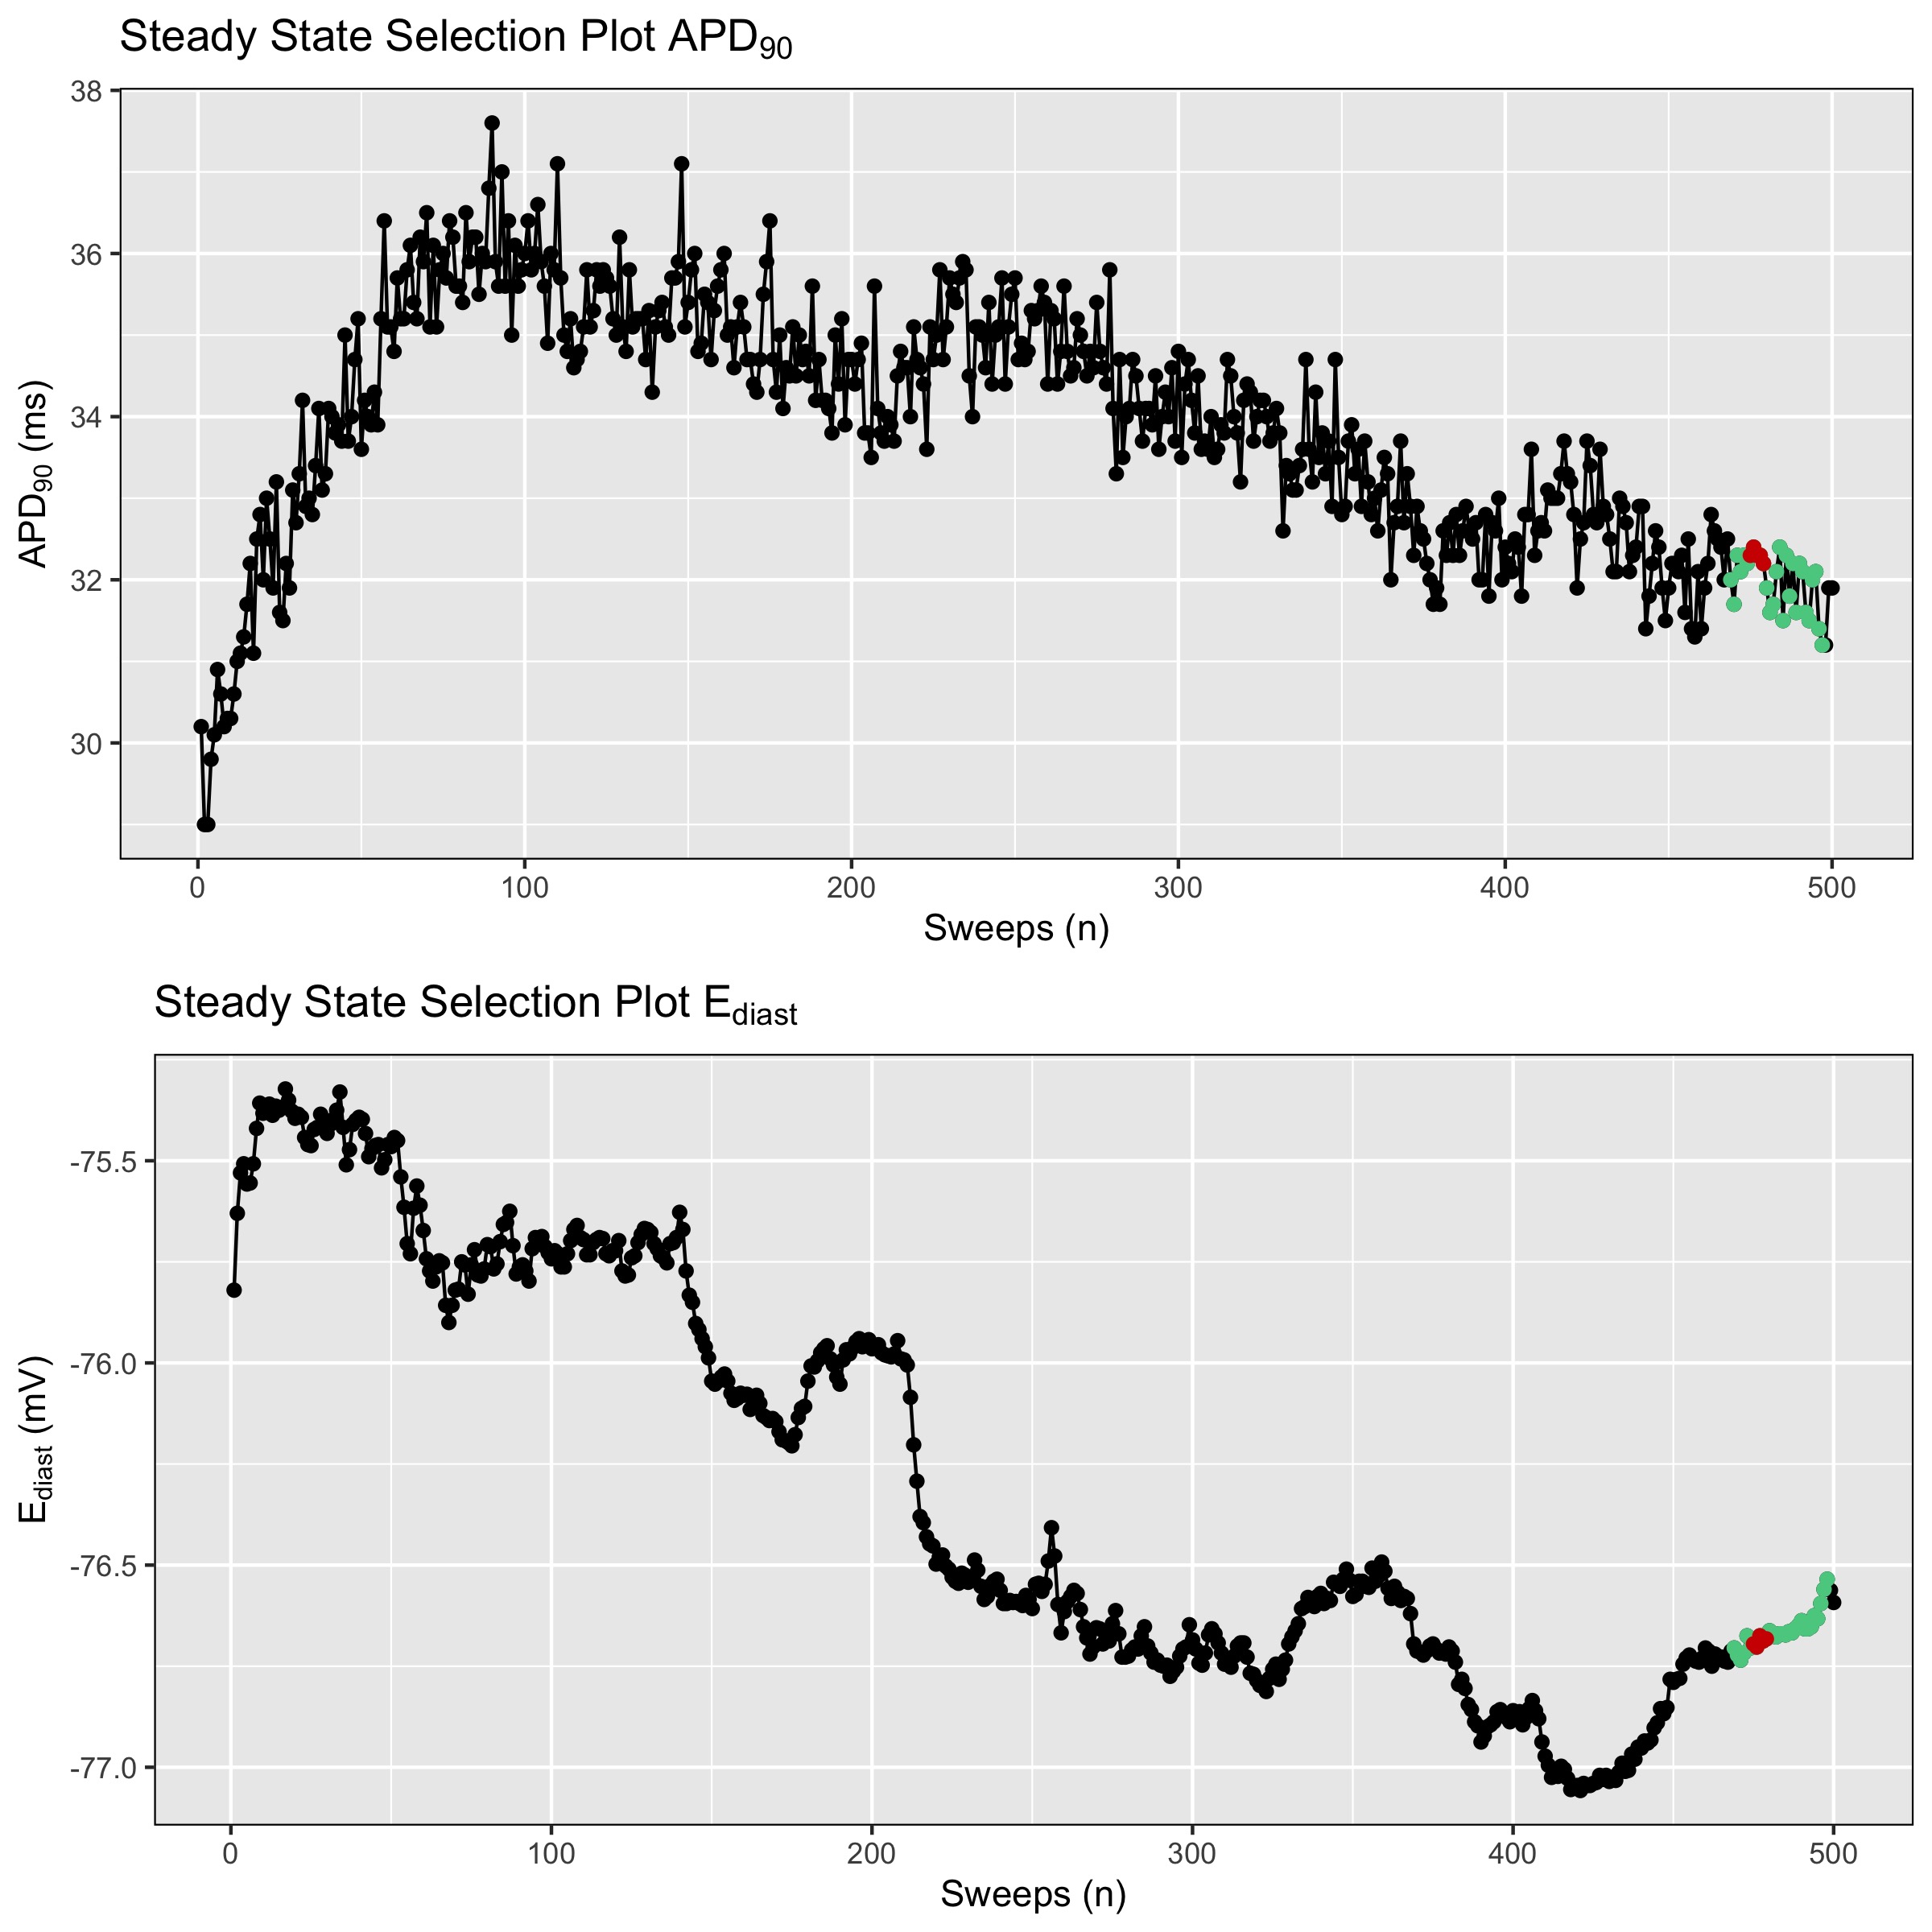 Steady State Selection Plot APD90
38
36
34
32
30
APD90 (ms)
0 100 200 300 400 500
Sweeps (n)
Steady State Selection Plot Ediast
-75.5
-76.0
-76.5
-77.0
Ediast (mV)
0 100 200 300 400 500
Sweeps (n)